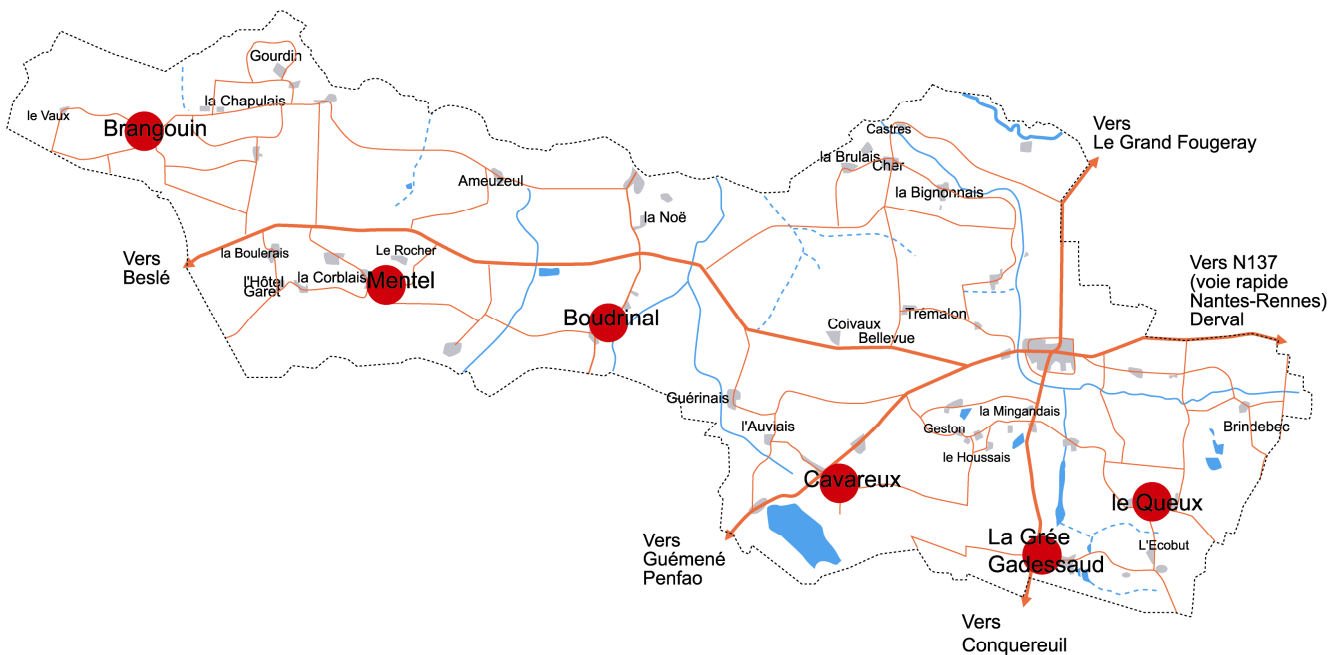 Gourdin
la Chapulais
le Vaux
Brangouin
Castres
la Brulais
Cher
la Bignonnais
Vers
Le Grand Fougeray
Ameuzeul
la Noë
Vers
Beslé
la Boulerais
l'Hôtel
Garet
la Corblais
Le Rocher
Mentel
Boudrinal
Vers N137
(voie rapide
Nantes-Rennes)
Derval
Trémalon
Coivaux
Bellevue
Guérinais
l'Auviais
la Mingandais
Geston
le Houssais
Brindebec
Cavareux
le Queux
La Grée
Gadessaud
L'Ecobut
Vers
Guémené
Penfao
Vers
Conquereuil